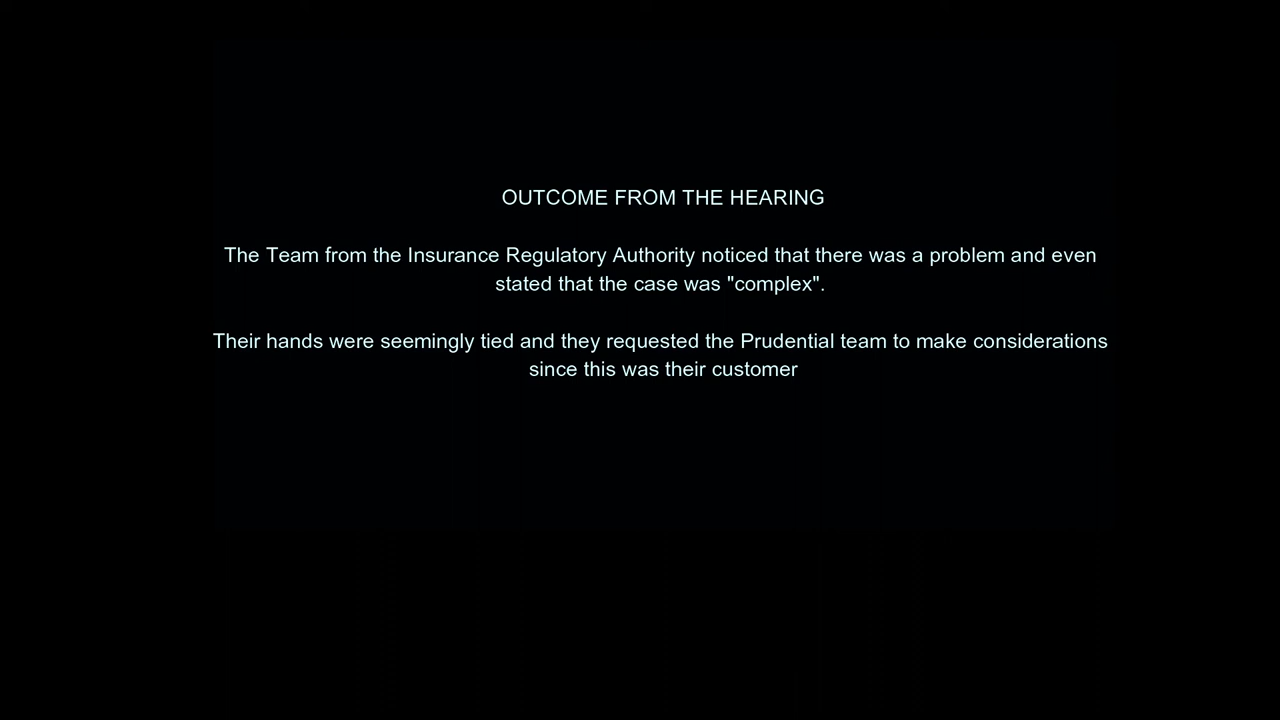 OUTCOME FROM THE HEARING
The Team from the Insurance Regulatory Authority noticed that there was a problem and even
stated that the case was "complex".
Their hands were seemingly tied and they requested the Prudential team to make considerations
since this was their customer